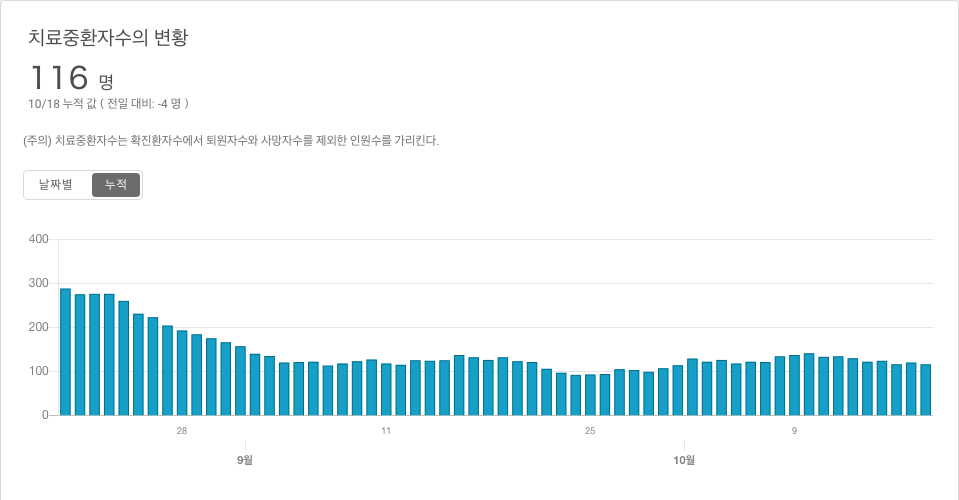 치료중환자수의 변황
116 명
10/18 누적 값 ( 전일 대비: -4 명 )
(주의) 치료중환자수는 확진환자수에서 퇴원자수와 사망자수를 제외한 인원수를 가리킨다.
날짜별 누적
400
300
200
100
0
28 11 25 9
9월 10월